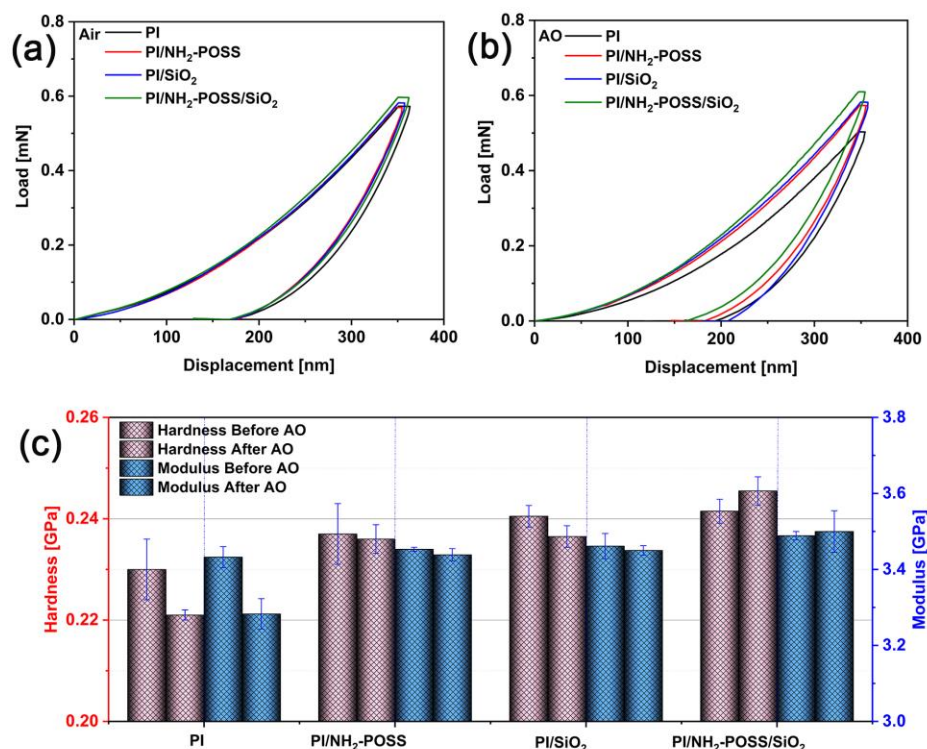 (a)
Air
PI
PI/NH₂-POSS
PI/SiO₂
PI/NH₂-POSS/SiO₂
Load [mN]
0.8
0.6
0.4
0.2
0.0
0 100 200 300 400
Displacement [nm]
(b)
AO
PI
PI/NH₂-POSS
PI/SiO₂
PI/NH₂-POSS/SiO₂
Load [mN]
0.8
0.6
0.4
0.2
0.0
0 100 200 300 400
Displacement [nm]
(c)
Hardness Before AO
Hardness After AO
Modulus Before AO
Modulus After AO
Hardness [GPa]
0.26
0.24
0.22
0.20
Modulus [GPa]
3.8
3.6
3.4
3.2
3.0
PI PI/NH₂-POSS PI/SiO₂ PI/NH₂-POSS/SiO₂